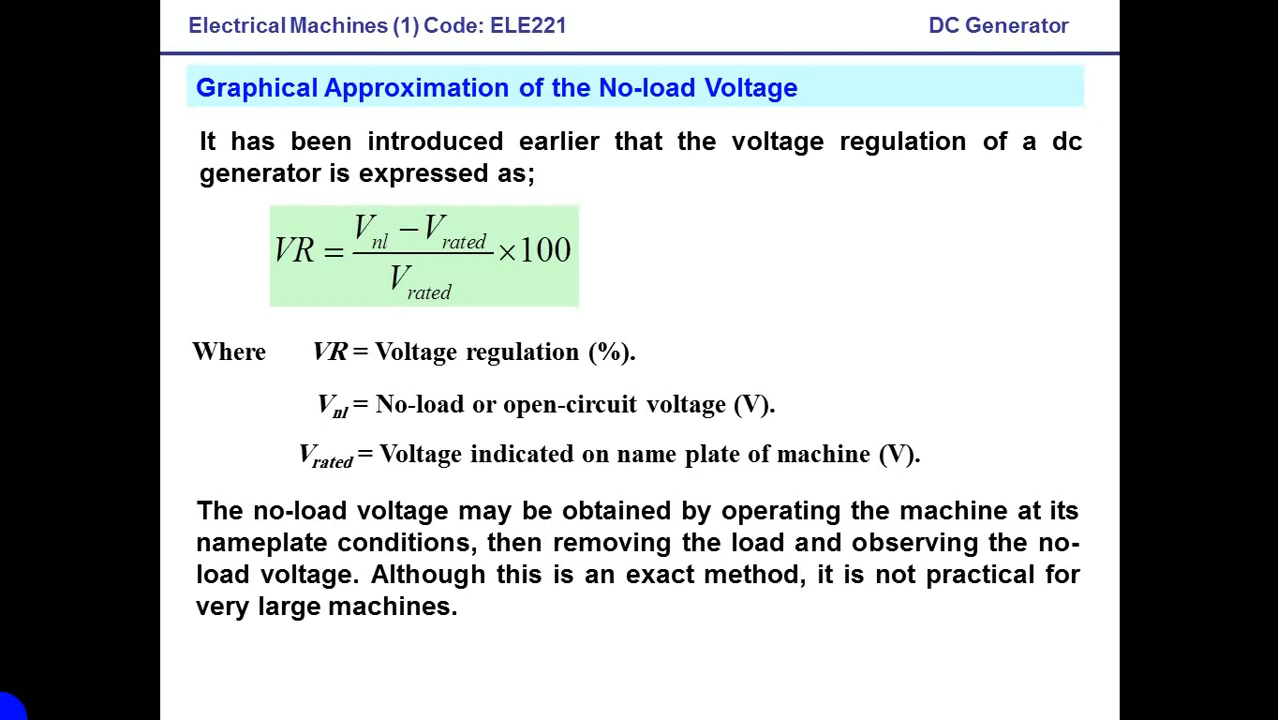 Electrical Machines (1) Code: ELE221 DC Generator
Graphical Approximation of the No-load Voltage
It has been introduced earlier that the voltage regulation of a dc
generator is expressed as;
VR = (V_nl − V_rated) / V_rated × 100
Where VR = Voltage regulation (%).
V_nl = No-load or open-circuit voltage (V).
V_rated = Voltage indicated on name plate of machine (V).
The no-load voltage may be obtained by operating the machine at its
nameplate conditions, then removing the load and observing the no-
load voltage. Although this is an exact method, it is not practical for
very large machines.